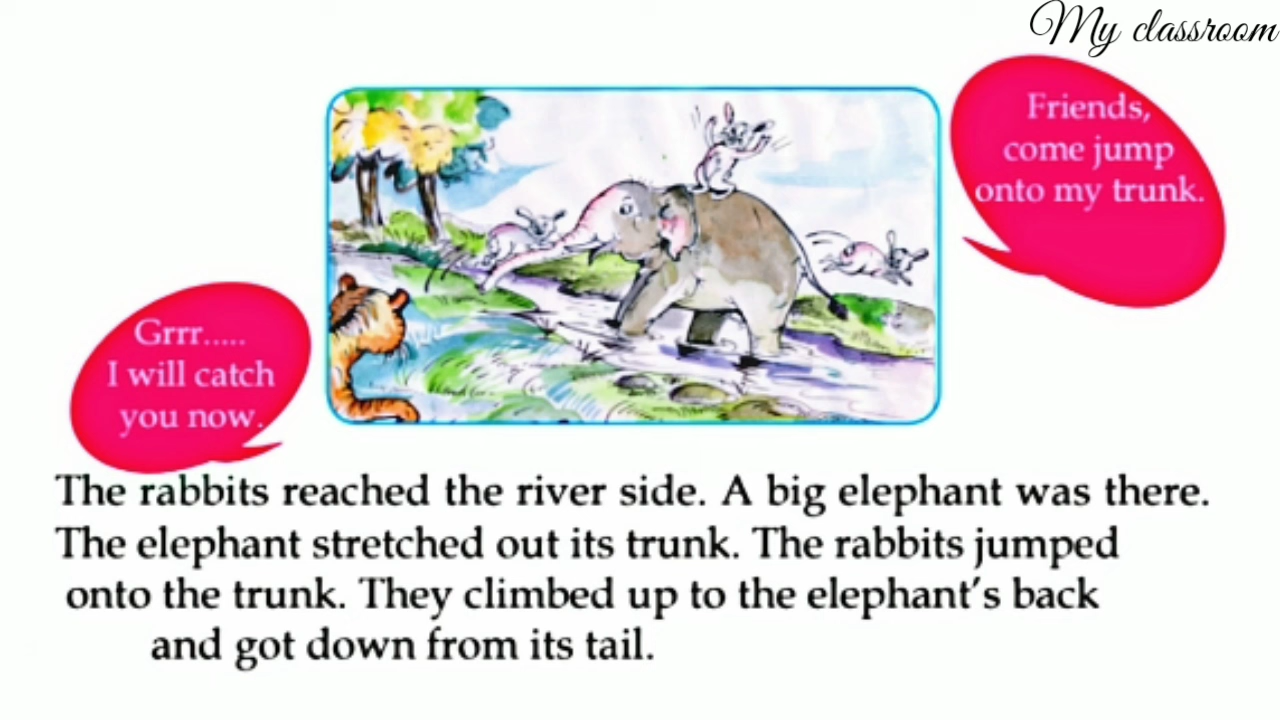 My classroom
Friends,
come jump
onto my trunk.
Grrr.....
I will catch
you now.
The rabbits reached the river side. A big elephant was there.
The elephant stretched out its trunk. The rabbits jumped
onto the trunk. They climbed up to the elephant's back
and got down from its tail.